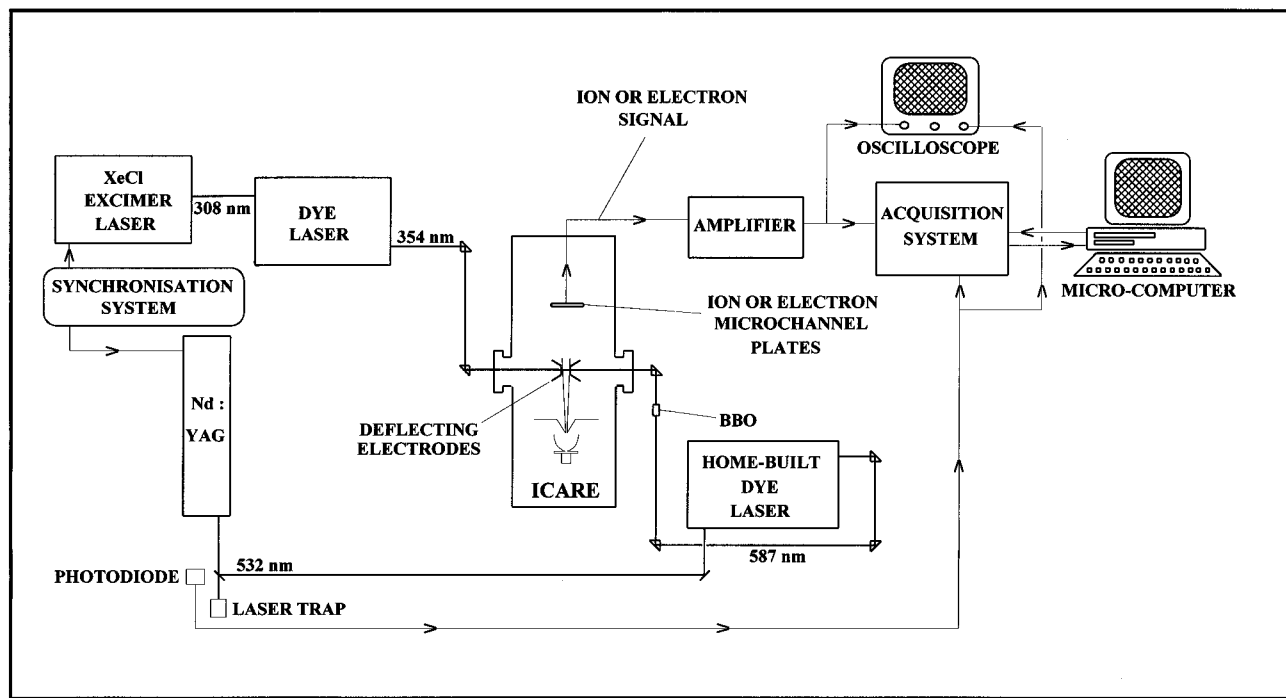 ION OR ELECTRON
SIGNAL
OSCILLOSCOPE
XeCl
EXCIMER
LASER
308 nm
DYE
LASER
354 nm
AMPLIFIER
ACQUISITION
SYSTEM
MICRO-COMPUTER
SYNCHRONISATION
SYSTEM
ION OR ELECTRON
MICROCHANNEL
PLATES
Nd :
YAG
DEFLECTING
ELECTRODES
BBO
ICARE
HOME-BUILT
DYE
LASER
587 nm
532 nm
PHOTODIODE
LASER TRAP